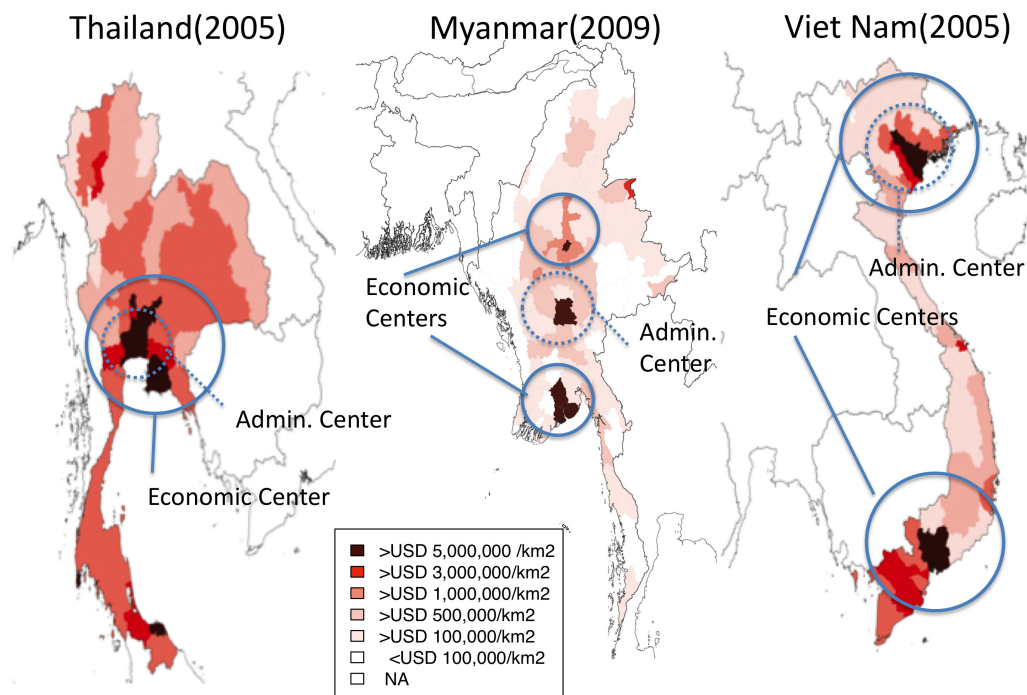 Thailand(2005)
Myanmar(2009)
Viet Nam(2005)
Admin. Center
Economic Center
Economic
Centers
Admin.
Center
Admin. Center
Economic Centers
>USD 5,000,000 /km2
>USD 3,000,000/km2
>USD 1,000,000/km2
>USD 500,000/km2
>USD 100,000/km2
<USD 100,000/km2
NA